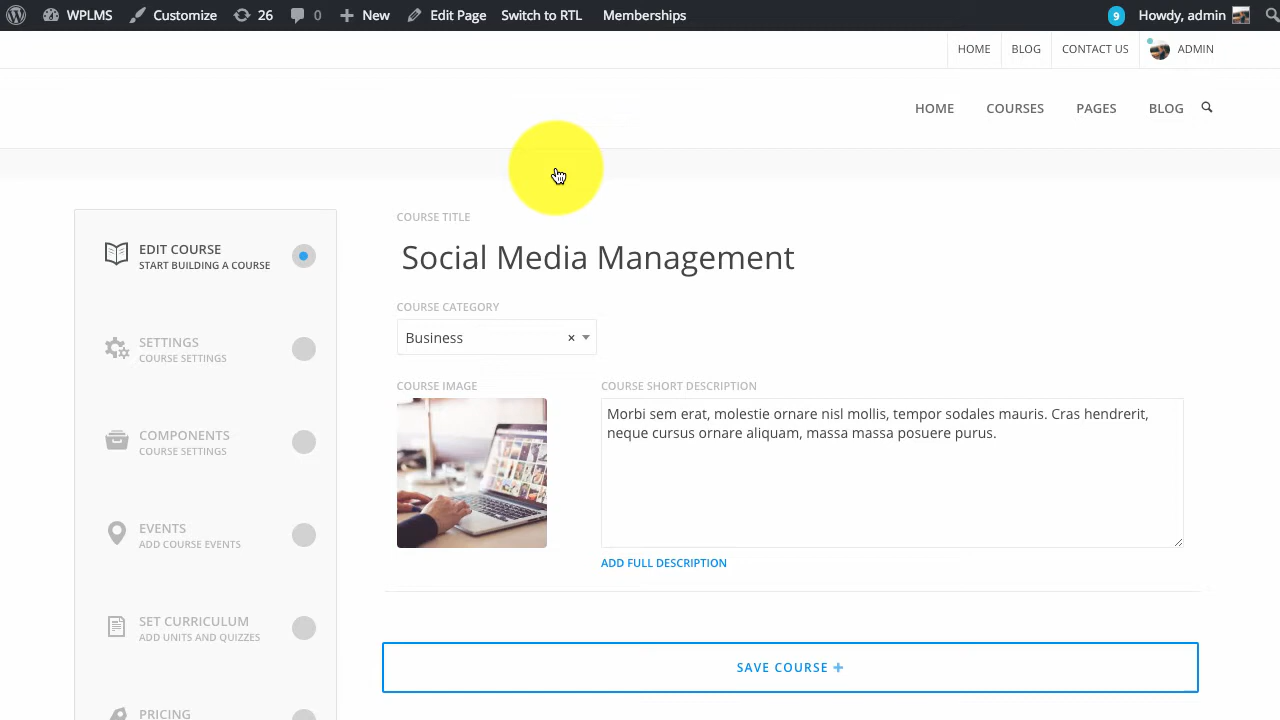 WPLMS Customize 26 0 New Edit Page Switch to RTL Memberships 9 Howdy, admin
HOME BLOG CONTACT US ADMIN
HOME COURSES PAGES BLOG
EDIT COURSE
START BUILDING A COURSE
SETTINGS
COURSE SETTINGS
COMPONENTS
COURSE SETTINGS
EVENTS
ADD COURSE EVENTS
SET CURRICULUM
ADD UNITS AND QUIZZES
PRICING
COURSE TITLE
Social Media Management
COURSE CATEGORY
Business ×
COURSE IMAGE
COURSE SHORT DESCRIPTION
Morbi sem erat, molestie ornare nisl mollis, tempor sodales mauris. Cras hendrerit,
neque cursus ornare aliquam, massa massa posuere purus.
ADD FULL DESCRIPTION
SAVE COURSE +